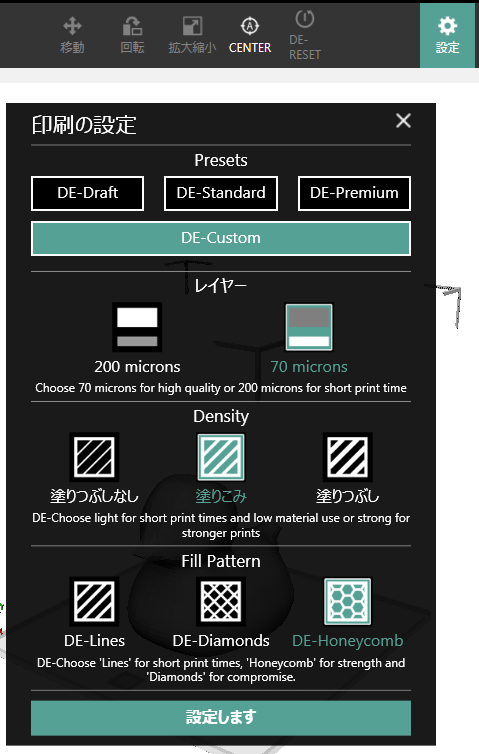 移動
回転
拡大縮小
CENTER
DE-
RESET
設定
印刷の設定
Presets
DE-Draft
DE-Standard
DE-Premium
DE-Custom
レイヤー
200 microns
70 microns
Choose 70 microns for high quality or 200 microns for short print time
Density
塗りつぶしなし
塗りこみ
塗りつぶし
DE-Choose light for short print times and low material use or strong for
stronger prints
Fill Pattern
DE-Lines
DE-Diamonds
DE-Honeycomb
DE-Choose 'Lines' for short print times, 'Honeycomb' for strength and
'Diamonds' for compromise.
設定します